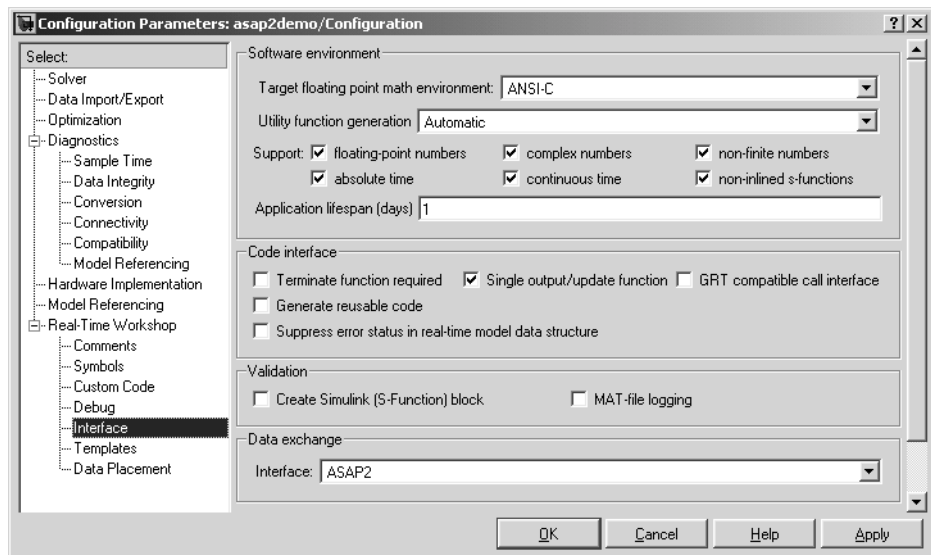 Configuration Parameters: asap2demo/Configuration
Select:
Solver
Data Import/Export
Optimization
Diagnostics
Sample Time
Data Integrity
Conversion
Connectivity
Compatibility
Model Referencing
Hardware Implementation
Model Referencing
Real-Time Workshop
Comments
Symbols
Custom Code
Debug
Interface
Templates
Data Placement
Software environment
Target floating point math environment: ANSI-C
Utility function generation Automatic
Support: floating-point numbers complex numbers non-finite numbers
absolute time continuous time non-inlined s-functions
Application lifespan (days) 1
Code interface
Terminate function required Single output/update function GRT compatible call interface
Generate reusable code
Suppress error status in real-time model data structure
Validation
Create Simulink (S-Function) block MAT-file logging
Data exchange
Interface: ASAP2
OK Cancel Help Apply